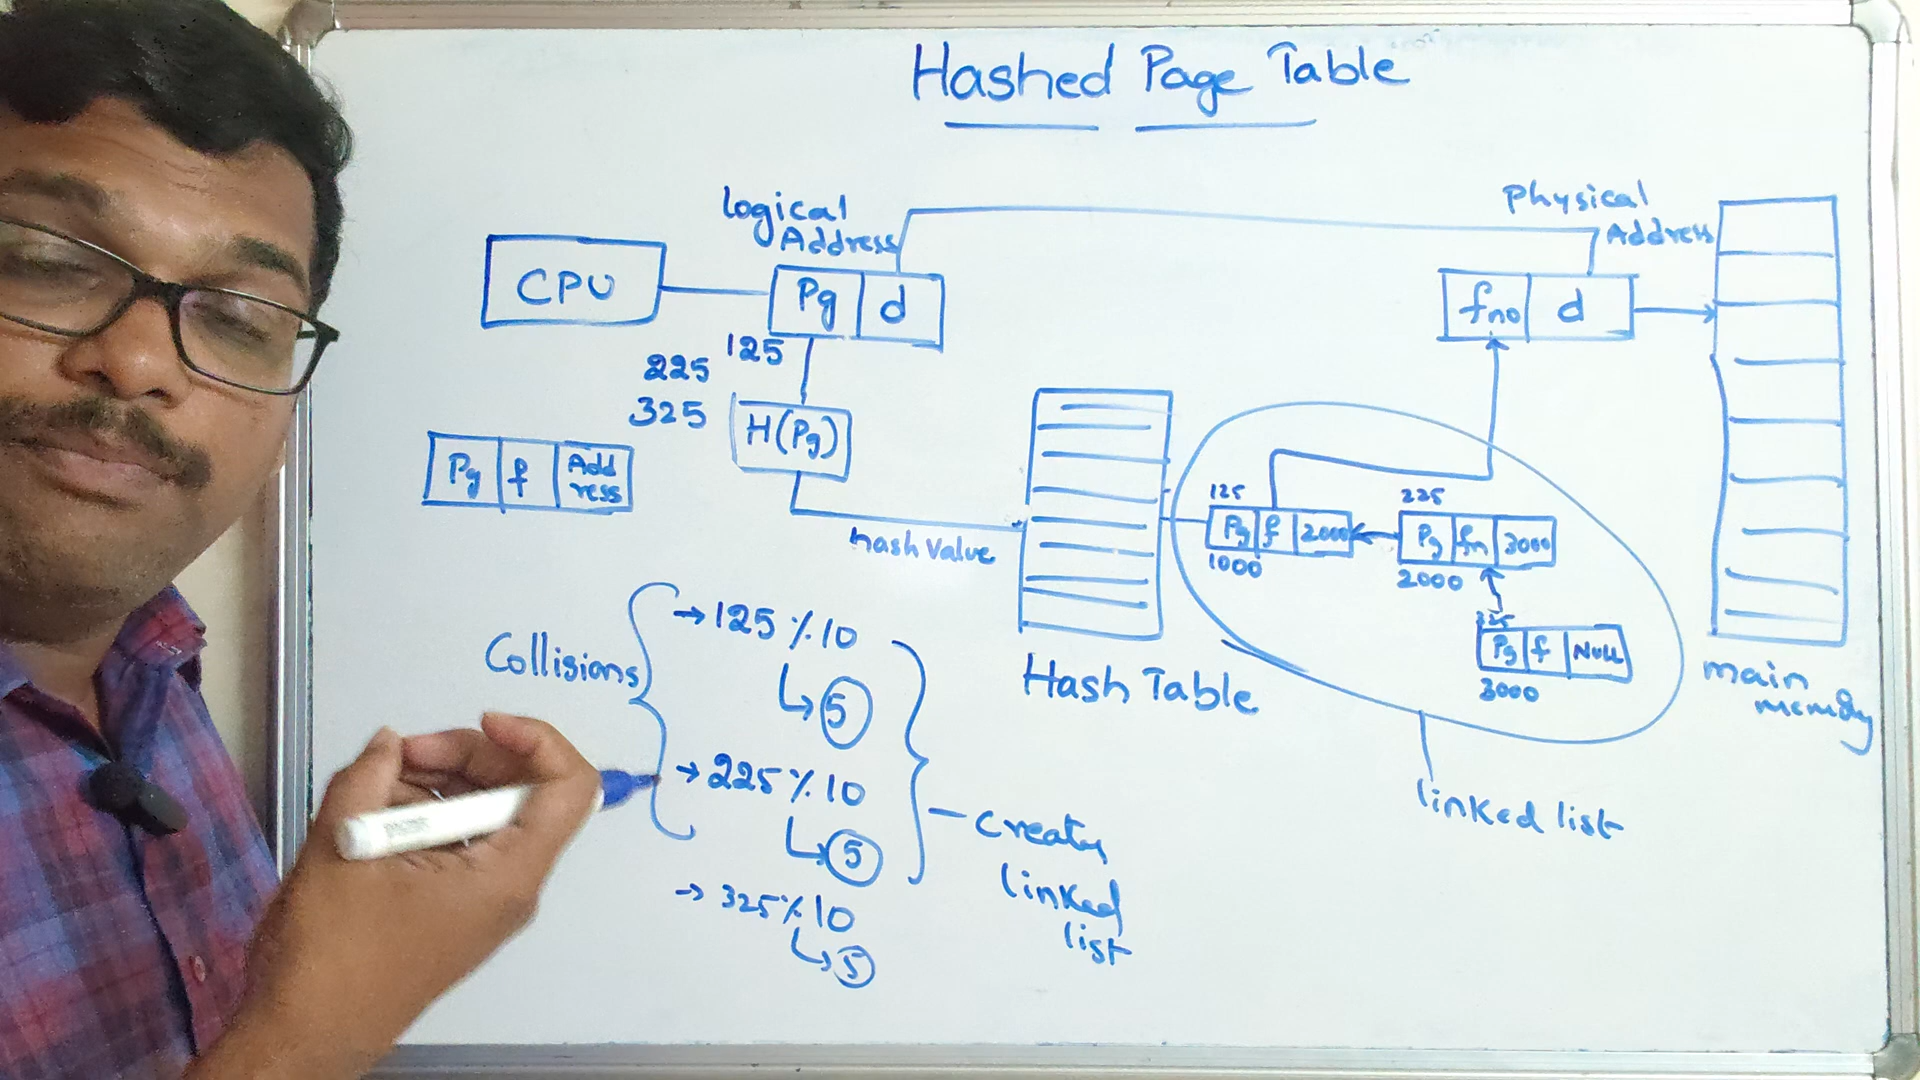 Hashed Page Table
logical
Address
Physical
Address
CPU
Pg d
fno d
125
225
325
H(Pg)
Pg f Add
ress
hash value
125
Pg f 2000
1000
225
Pg fn 3000
2000
325
Pg f Null
3000
Hash Table
main
memory
linked list
Collisions
→ 125 % 10
5
→ 225 % 10
5
→ 325 % 10
5
linked
list